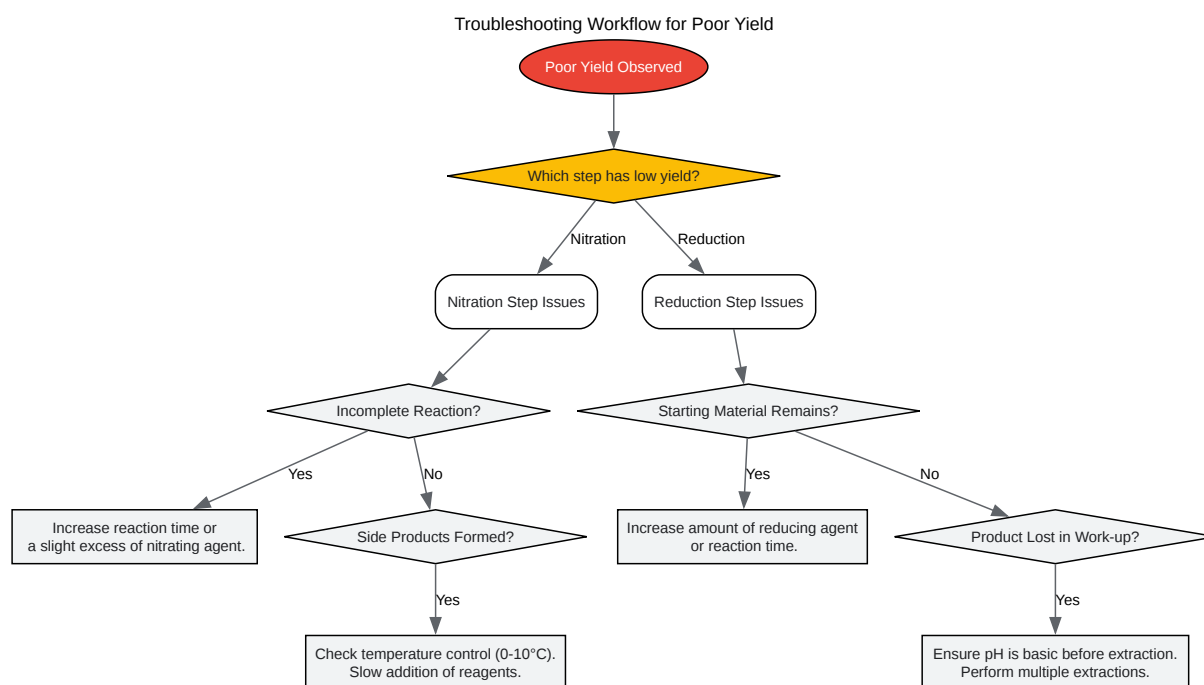 Troubleshooting Workflow for Poor Yield
Poor Yield Observed
Which step has low yield?
Nitration
Reduction
Nitration Step Issues
Reduction Step Issues
Incomplete Reaction?
Starting Material Remains?
Yes
No
Yes
No
Increase reaction time or
a slight excess of nitrating agent.
Side Products Formed?
Increase amount of reducing agent
or reaction time.
Product Lost in Work-up?
Yes
Yes
Check temperature control (0-10°C).
Slow addition of reagents.
Ensure pH is basic before extraction.
Perform multiple extractions.